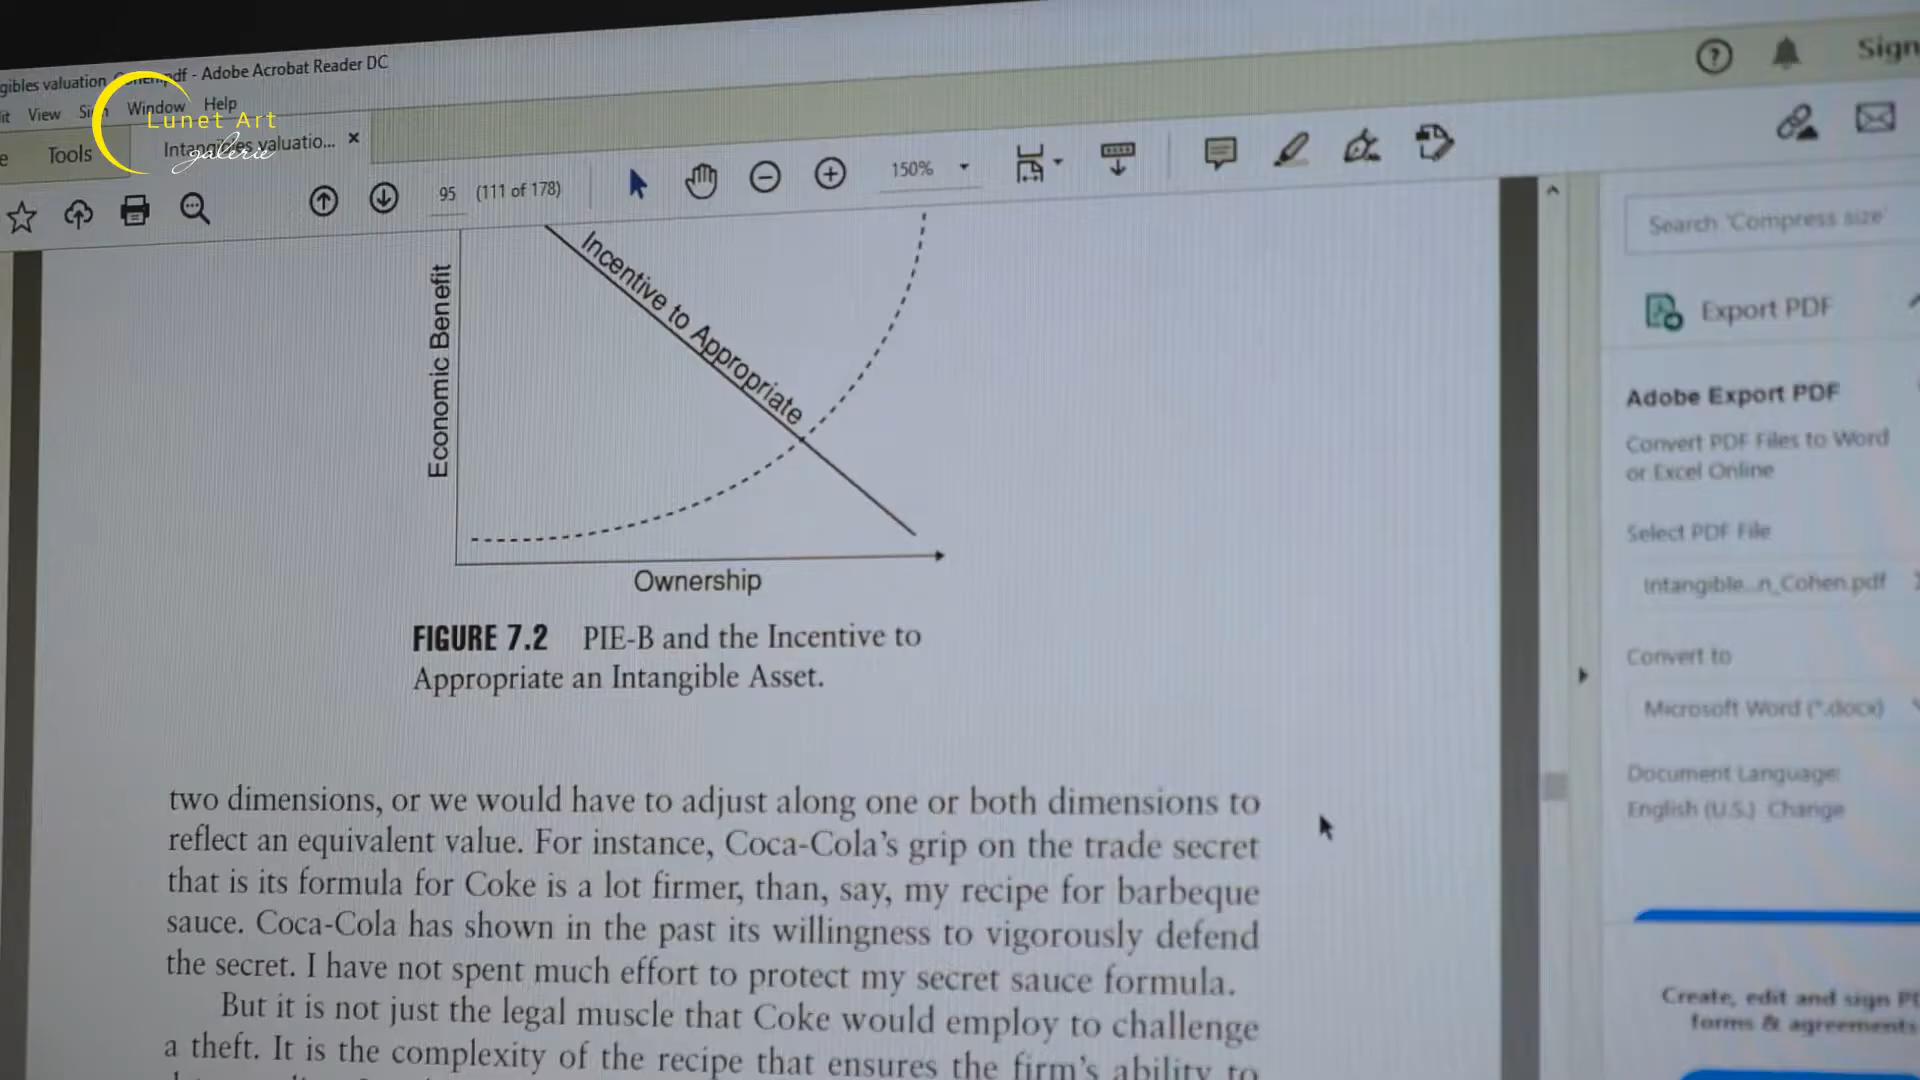 gibles valuation
pdf - Adobe Acrobat Reader DC
it View Window Help
Lunet Art
galerie
Tools
Intangibles valuatio...
95 (111 of 178)
150%
Sign
Search 'Compress size'
Export PDF
Adobe Export PDF
Convert PDF Files to Word
or Excel Online
Select PDF File
Intangible...n_Cohen.pdf
Convert to
Microsoft Word (*.docx)
Document Language:
English (U.S.) Change
Create, edit and sign PD
forms & agreements
Economic Benefit
Incentive to Appropriate
Ownership
FIGURE 7.2 PIE-B and the Incentive to
Appropriate an Intangible Asset.
two dimensions, or we would have to adjust along one or both dimensions to
reflect an equivalent value. For instance, Coca-Cola's grip on the trade secret
that is its formula for Coke is a lot firmer, than, say, my recipe for barbeque
sauce. Coca-Cola has shown in the past its willingness to vigorously defend
the secret. I have not spent much effort to protect my secret sauce formula.
But it is not just the legal muscle that Coke would employ to challenge
a theft. It is the complexity of the recipe that ensures the firm's ability to